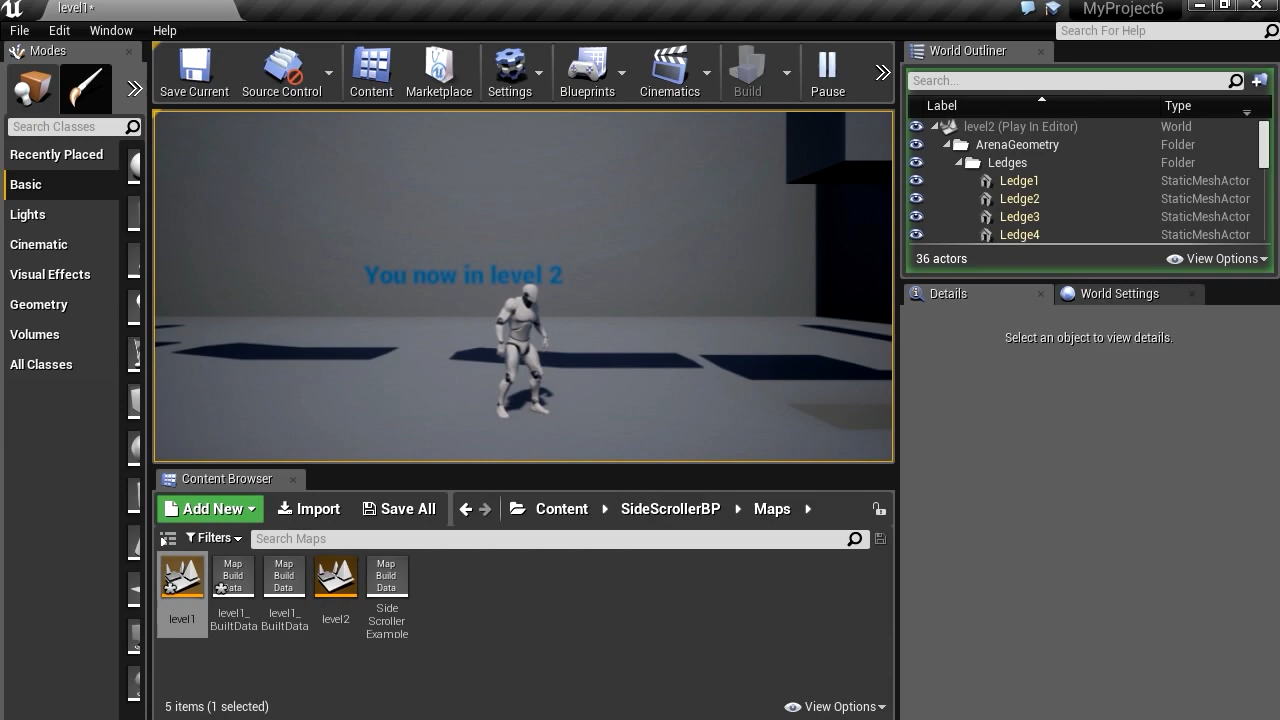 level1*
MyProject6
File Edit Window Help
Search For Help
Modes
Search Classes
Recently Placed
Basic
Lights
Cinematic
Visual Effects
Geometry
Volumes
All Classes
Save Current Source Control Content Marketplace Settings Blueprints Cinematics Build Pause
You now in level 2
World Outliner
Search...
Label Type
level2 (Play In Editor) World
ArenaGeometry Folder
Ledges Folder
Ledge1 StaticMeshActor
Ledge2 StaticMeshActor
Ledge3 StaticMeshActor
Ledge4 StaticMeshActor
36 actors View Options
Details World Settings
Select an object to view details.
Content Browser
Add New Import Save All Content SideScrollerBP Maps
Filters Search Maps
level1
Map
Build
Data
level1_
BuiltData
Map
Build
Data
level1_
BuiltData
level2
Map
Build
Data
Side
Scroller
Example
5 items (1 selected) View Options